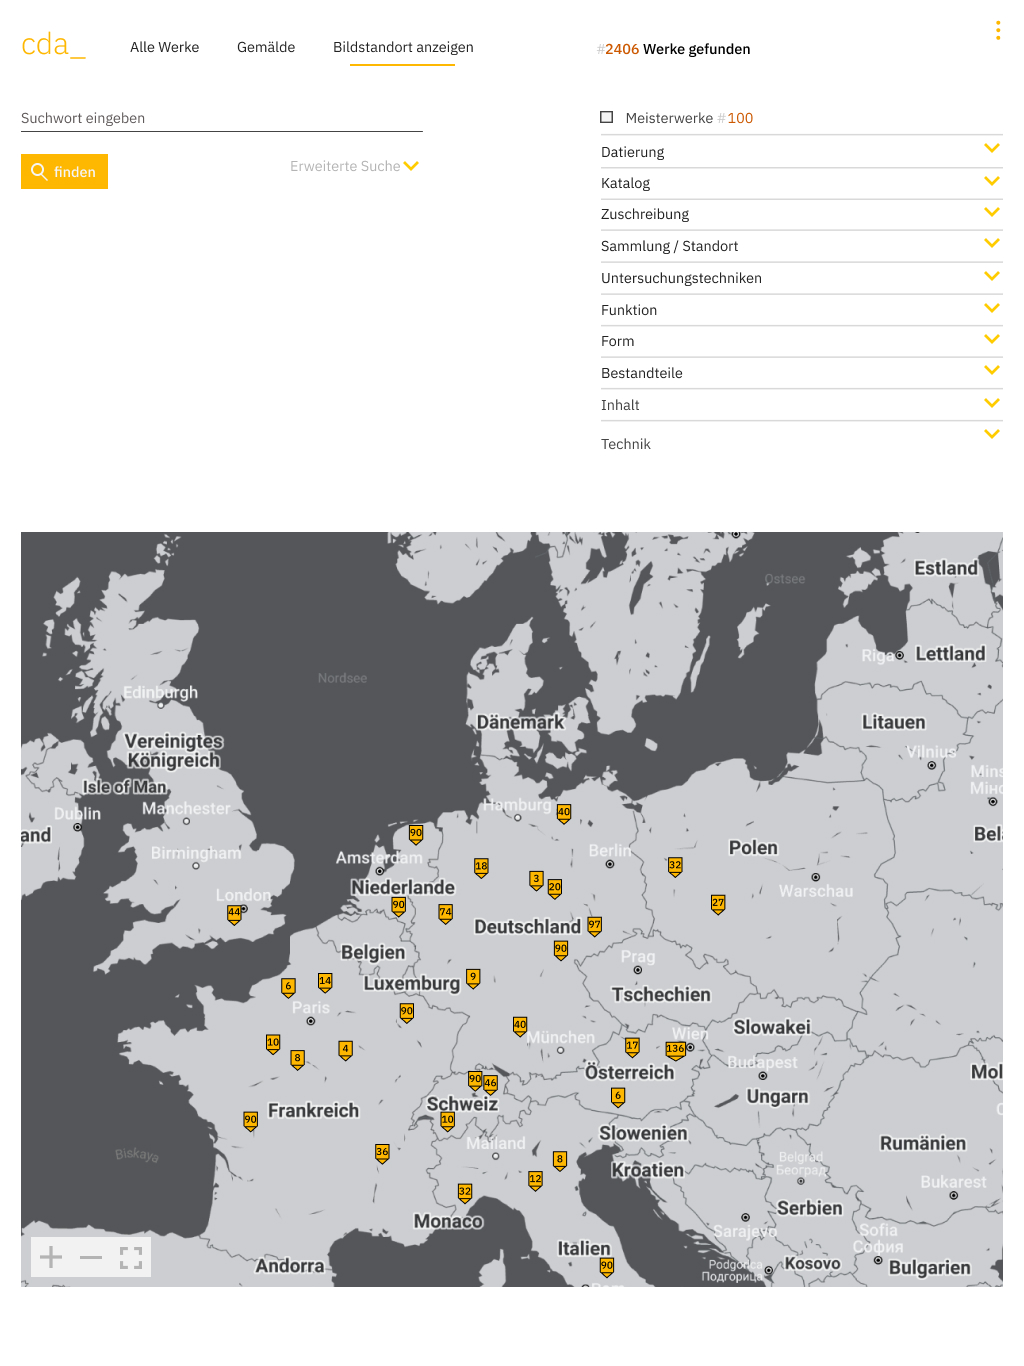 cda_
Alle Werke Gemälde Bildstandort anzeigen
#2406 Werke gefunden
Suchwort eingeben
finden
Erweiterte Suche
Meisterwerke #100
Datierung
Katalog
Zuschreibung
Sammlung / Standort
Untersuchungstechniken
Funktion
Form
Bestandteile
Inhalt
Technik
Ostsee
Estland
Riga
Lettland
Nordsee
Edinburgh
Dänemark
Litauen
Vereinigtes
Königreich
Vilnius
Isle of Man
Dublin
Manchester
Hamburg
40
and
90
Birmingham
Amsterdam
18
Berlin
32
Polen
London
44
Niederlande
90
74
3
20
27
Warschau
Deutschland
97
90
Belgien
Luxemburg
9
Prag
Tschechien
6
14
Paris
90
40
München
17
Wien
136
Slowakei
10
8
4
Budapest
Österreich
90
46
Schweiz
10
6
Ungarn
Frankreich
90
Slowenien
Rumänien
Mailand
36
8
Biskaya
Kroatien
Belgrad
Београд
12
32
Bukarest
Serbien
Monaco
Sarajevo
Sofia
София
Italien
90
Andorra
Podgorica
Подгорица
Kosovo
Bulgarien